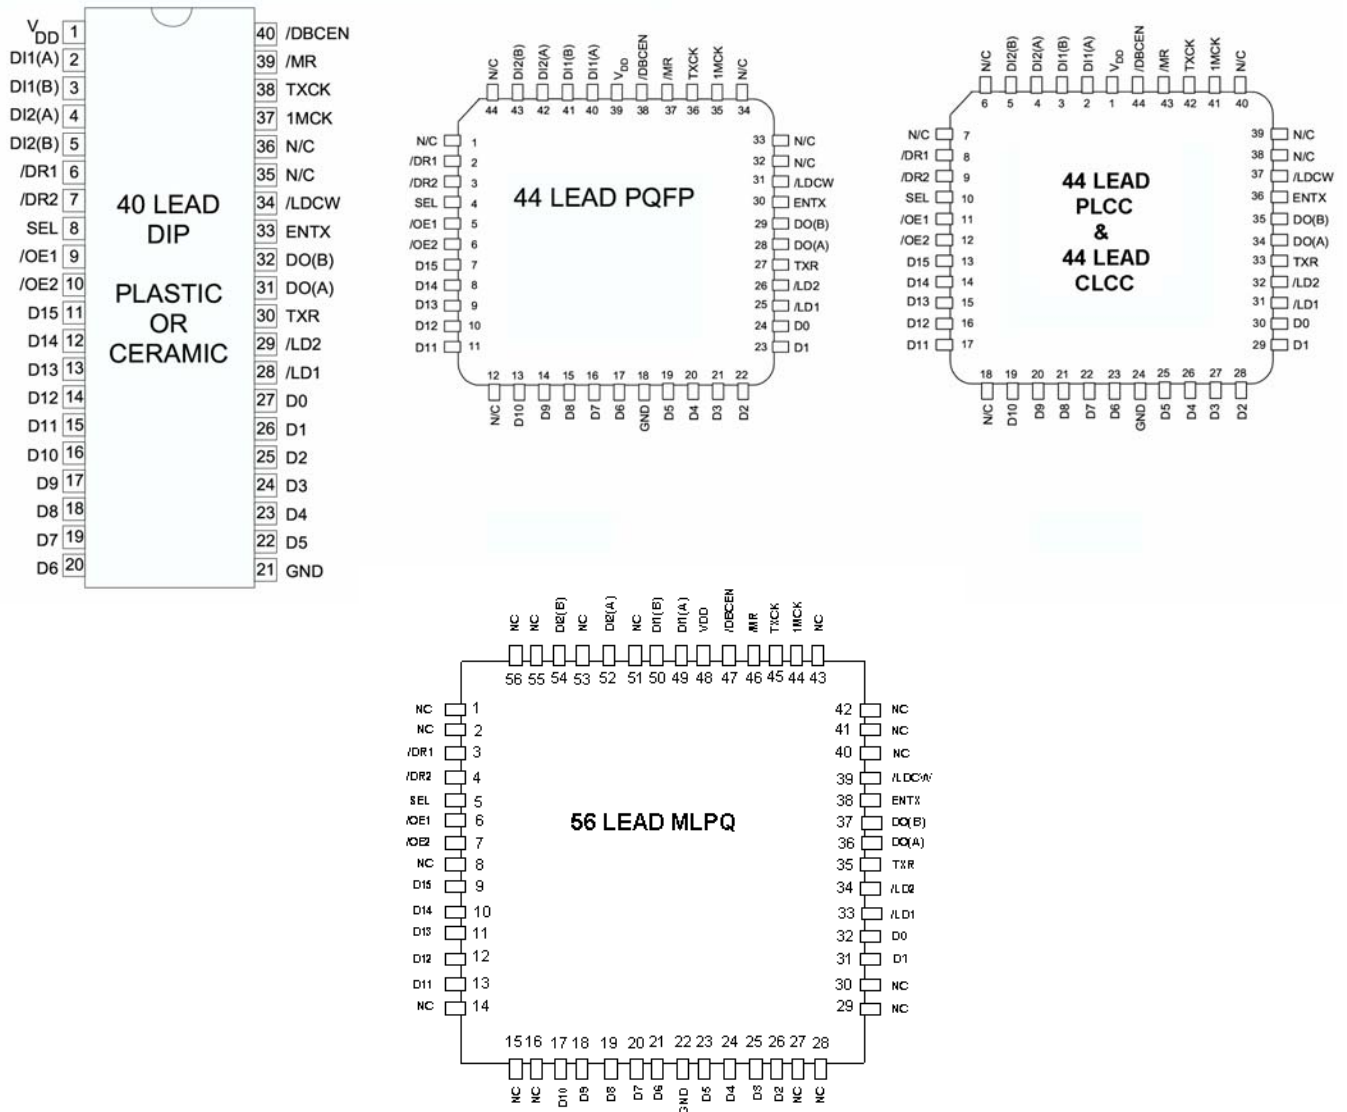 VDD 1
DI1(A) 2
DI1(B) 3
DI2(A) 4
DI2(B) 5
/DR1 6
/DR2 7
SEL 8
/OE1 9
/OE2 10
D15 11
D14 12
D13 13
D12 14
D11 15
D10 16
D9 17
D8 18
D7 19
D6 20
40 LEAD
DIP
PLASTIC
OR
CERAMIC
40 /DBCEN
39 /MR
38 TXCK
37 1MCK
36 N/C
35 N/C
34 /LDCW
33 ENTX
32 DO(B)
31 DO(A)
30 TXR
29 /LD2
28 /LD1
27 D0
26 D1
25 D2
24 D3
23 D4
22 D5
21 GND
N/C DI2(B) DI2(A) DI1(B) DI1(A) VDD /DBCEN /MR TXCK 1MCK N/C
44 43 42 41 40 39 38 37 36 35 34
N/C 1
/DR1 2
/DR2 3
SEL 4
/OE1 5
/OE2 6
D15 7
D14 8
D13 9
D12 10
D11 11
44 LEAD PQFP
33 N/C
32 N/C
31 /LDCW
30 ENTX
29 DO(B)
28 DO(A)
27 TXR
26 /LD2
25 /LD1
24 D0
23 D1
12 13 14 15 16 17 18 19 20 21 22
N/C D10 D9 D8 D7 D6 GND D5 D4 D3 D2
N/C DI2(B) DI2(A) DI1(B) DI1(A) VDD /DBCEN /MR TXCK 1MCK N/C
6 5 4 3 2 1 44 43 42 41 40
N/C 7
/DR1 8
/DR2 9
SEL 10
/OE1 11
/OE2 12
D15 13
D14 14
D13 15
D12 16
D11 17
44 LEAD
PLCC
&
44 LEAD
CLCC
39 N/C
38 N/C
37 /LDCW
36 ENTX
35 DO(B)
34 DO(A)
33 TXR
32 /LD2
31 /LD1
30 D0
29 D1
18 19 20 21 22 23 24 25 26 27 28
N/C D10 D9 D8 D7 D6 GND D5 D4 D3 D2
NC NC DI2(B) NC DI2(A) NC DI1(B) DI1(A) VDD /DBCEN /MR TXCK 1MCK NC
56 55 54 53 52 51 50 49 48 47 46 45 44 43
NC 1
NC 2
/DR1 3
/DR2 4
SEL 5
/OE1 6
/OE2 7
NC 8
D15 9
D14 10
D13 11
D12 12
D11 13
NC 14
56 LEAD MLPQ
42 NC
41 NC
40 NC
39 /LDCW
38 ENTX
37 DO(B)
36 DO(A)
35 TXR
34 /LD2
33 /LD1
32 D0
31 D1
30 NC
29 NC
15 16 17 18 19 20 21 22 23 24 25 26 27 28
NC NC D10 D9 D8 D7 D6 GND D5 D4 D3 D2 NC NC